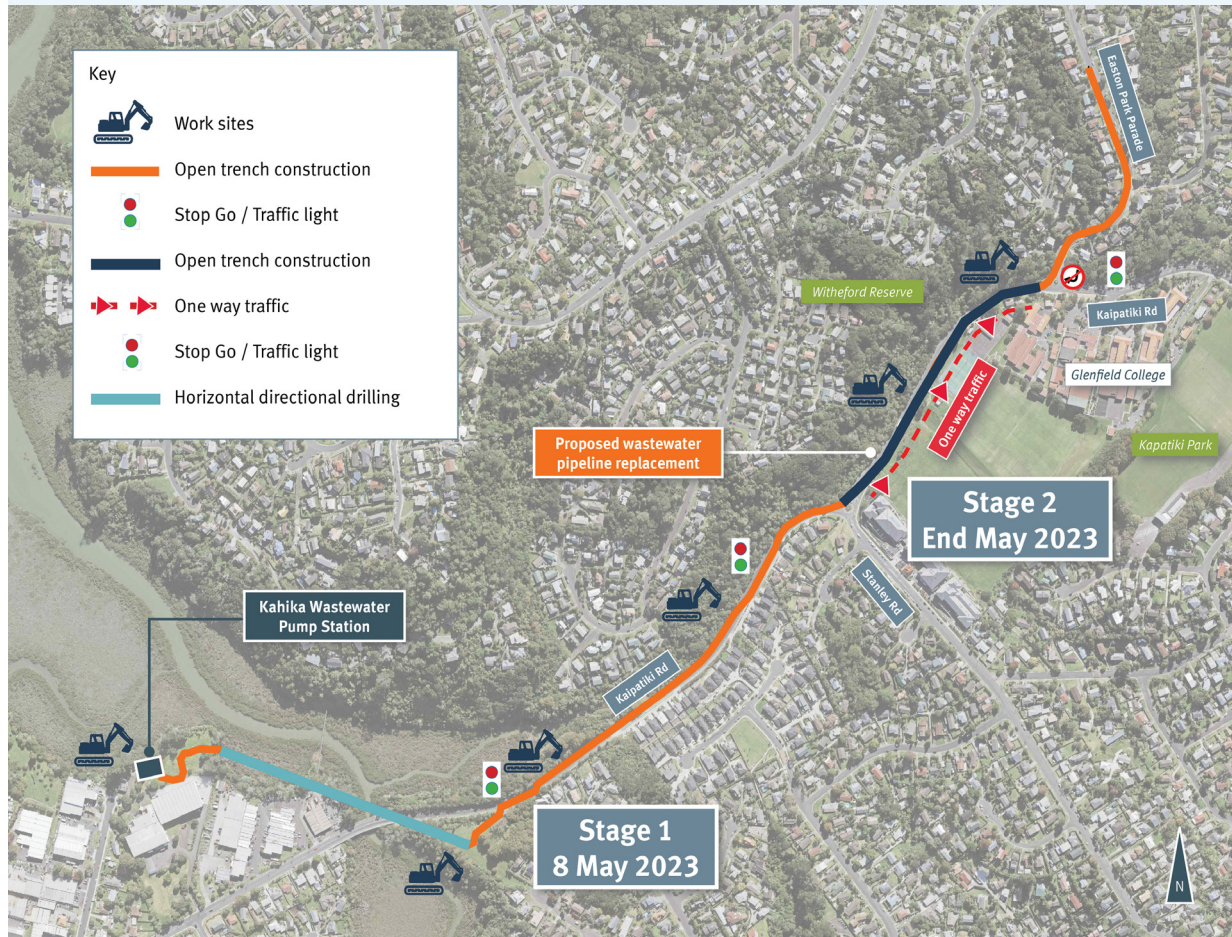 Key
Work sites
Open trench construction
Stop Go / Traffic light
Open trench construction
One way traffic
Stop Go / Traffic light
Horizontal directional drilling
Easton Park Parade
Witheford Reserve
Kaipatiki Rd
Glenfield College
One way traffic
Kapatiki Park
Proposed wastewater
pipeline replacement
Stage 2
End May 2023
Stanley Rd
Kahika Wastewater
Pump Station
Kaipatiki Rd
Stage 1
8 May 2023
N